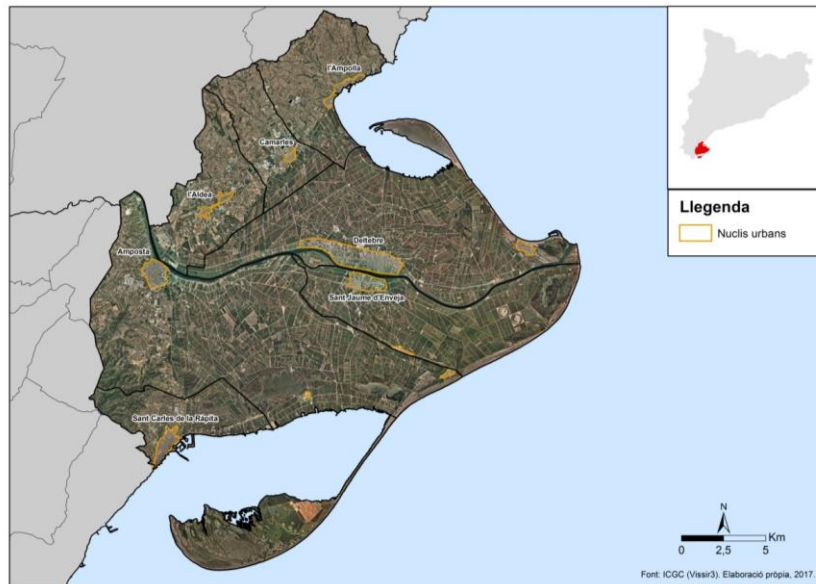 l'Ampolla
Camarles
l'Aldea
Amposta
Deltebre
Sant Jaume d'Enveja
Sant Carles de la Ràpita
Llegenda
Nuclis urbans
N
0 2,5 5 Km
Font: ICGC (Vissir3). Elaboració pròpia, 2017.